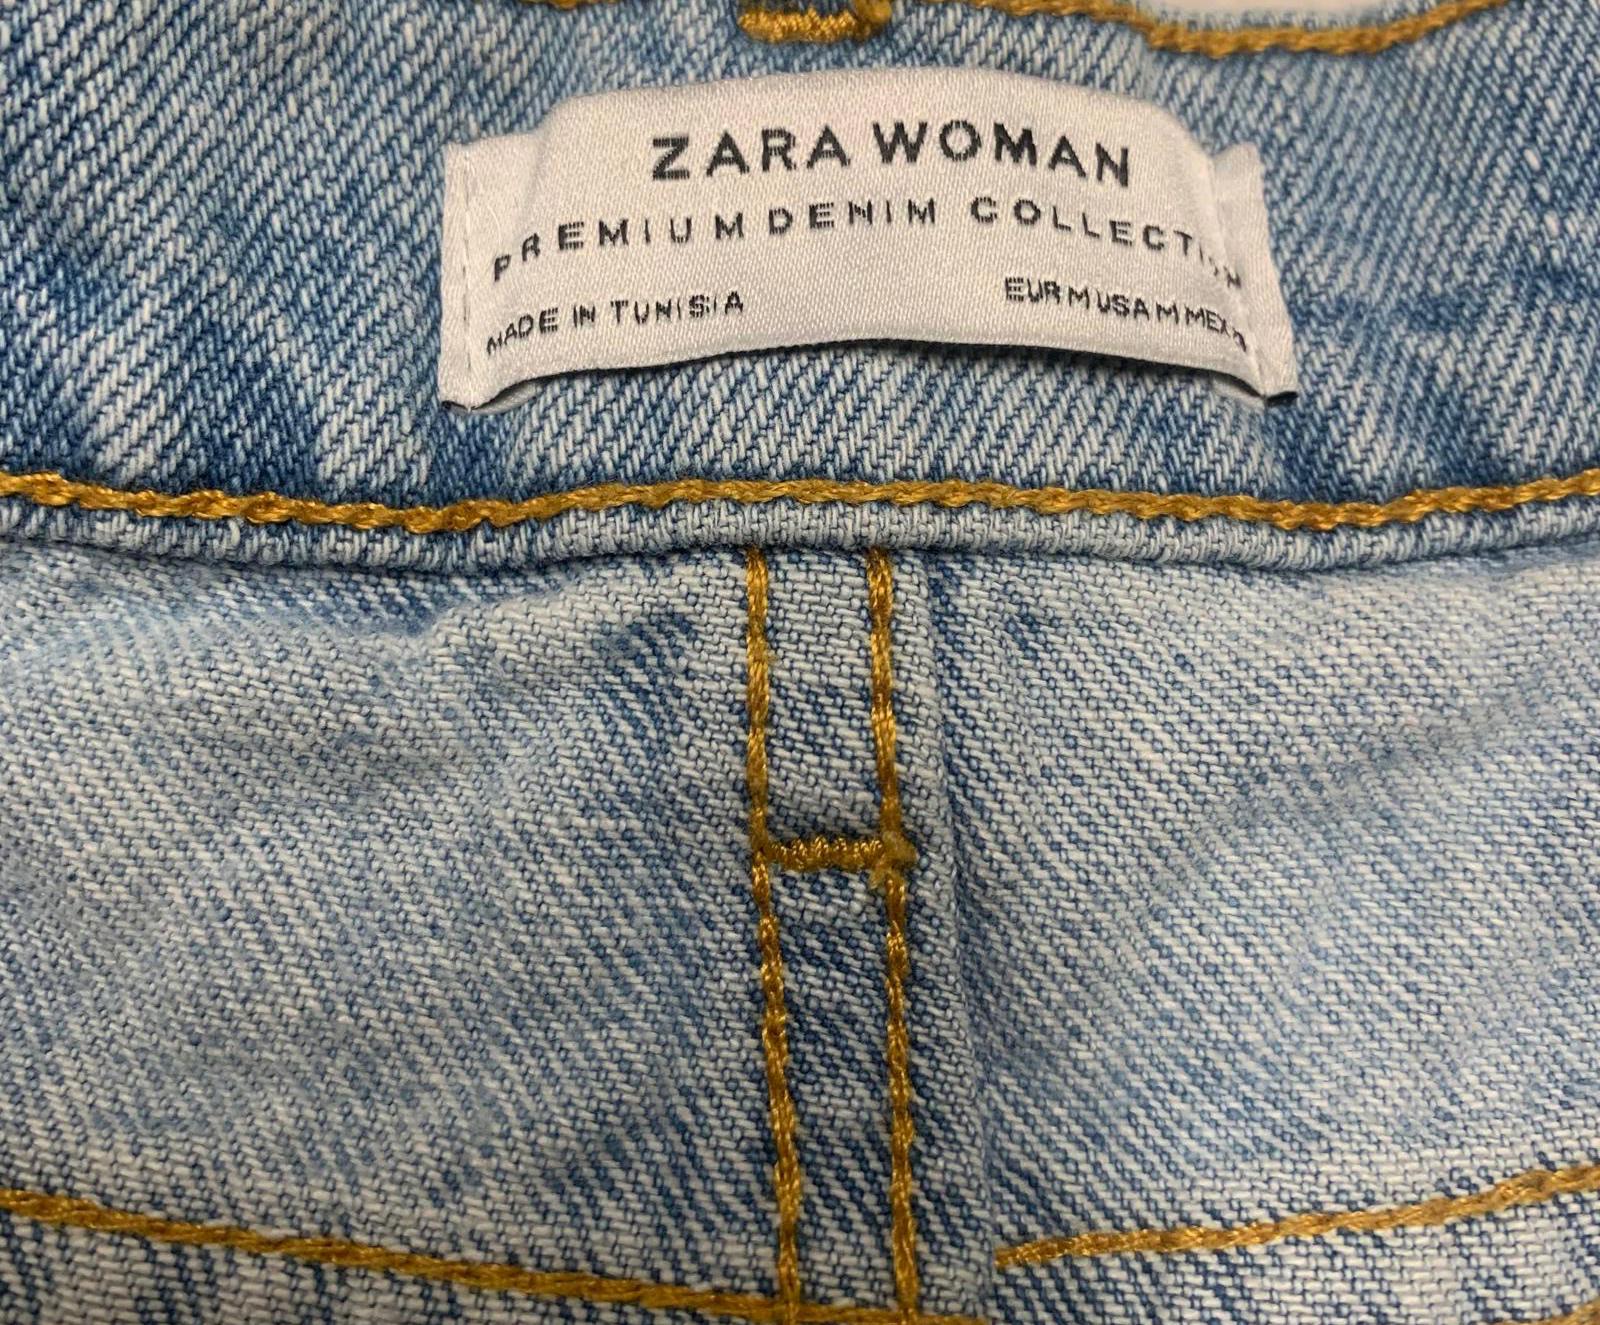 ZARA WOMAN
PREMIUM DENIM COLLECTION
MADE IN TUNISIA
EUR M USA M MEX